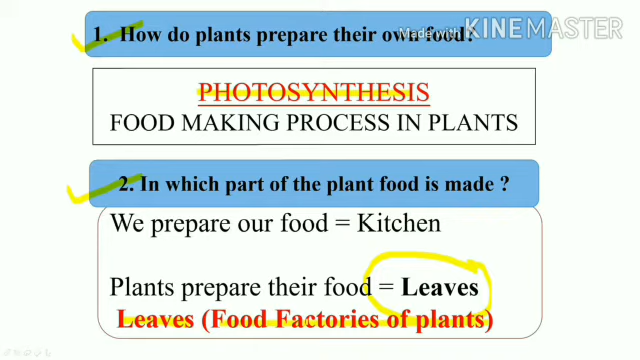 1. How do plants prepare their own food?
Made with KINEMASTER
PHOTOSYNTHESIS
FOOD MAKING PROCESS IN PLANTS
2. In which part of the plant food is made ?
We prepare our food = Kitchen
Plants prepare their food = Leaves
Leaves (Food Factories of plants)